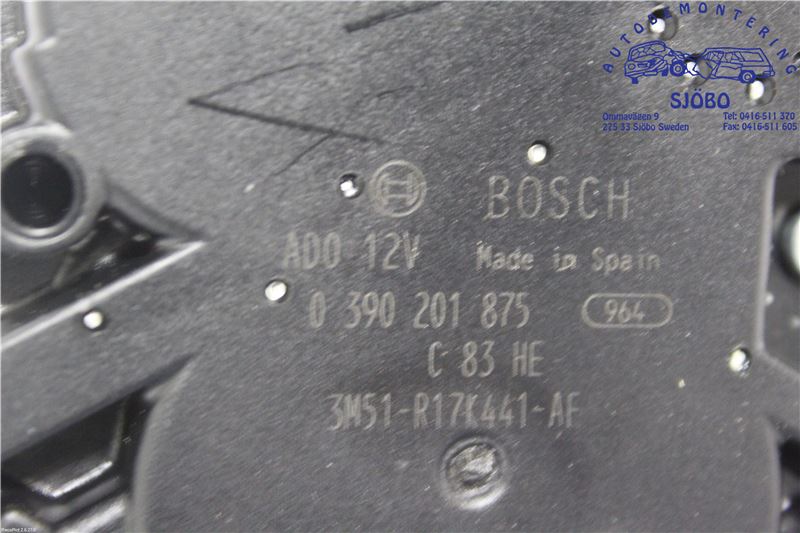 AUTODEMONTERING
SJÖBO
Ommavägen 9
275 33 Sjöbo Sweden
Tel: 0416-511 370
Fax: 0416-511 605
BOSCH
ADO 12V Made in Spain
0 390 201 875 964
C 83 HE
3M51-R17K441-AF